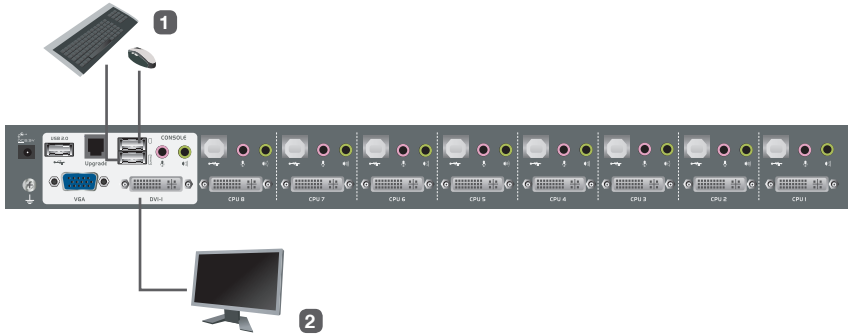 1
USB 2.0
CONSOLE
Upgrade
VGA
DVI-I
CPU 8
CPU 7
CPU 6
CPU 5
CPU 4
CPU 3
CPU 2
CPU 1
2